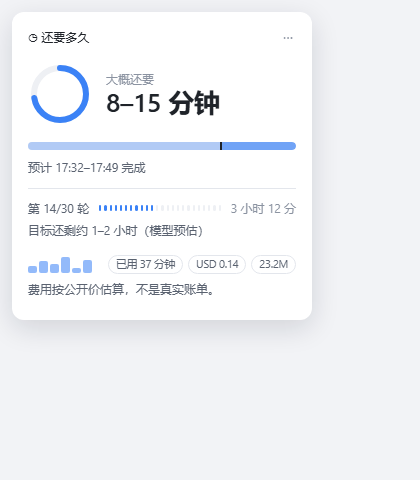 还要多久
···
大概还要
8–15 分钟
预计 17:32–17:49 完成
第 14/30 轮 3 小时 12 分
目标还剩约 1–2 小时（模型预估）
已用 37 分钟 USD 0.14 23.2M
费用按公开价估算，不是真实账单。